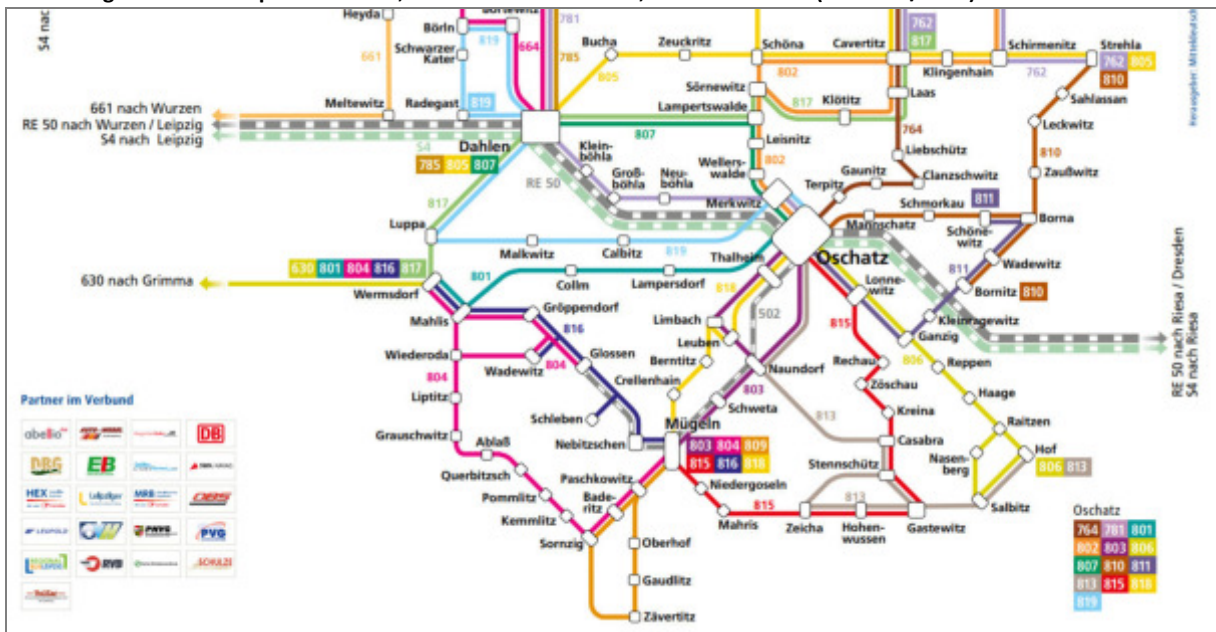 S4 nac
Heyda
Börln
Schwarzer
Kater
819
781
664
785
661
Bucha
Zeuckritz
Schöna
Cavertitz
762
817
Schirmenitz
Strehla
762 805
810
805
802
Klingenhain
762
Sahlassan
Sörnewitz
817
Klötitz
Laas
661 nach Wurzen
Meltewitz
Radegast
819
Lampertswalde
Leckwitz
RE 50 nach Wurzen / Leipzig
S4 nach Leipzig
S4
Dahlen
785 805 807
807
Leisnitz
764
Liebschütz
810
Klein-
böhla
Wellers-
walde
802
Gaunitz
Clanzschwitz
Zaußwitz
RE 50
Groß-
böhla
Neu-
böhla
Merkwitz
Terpitz
Schmorkau
811
817
Mannschatz
Schöne-
witz
Borna
Luppa
Malkwitz
Calbitz
819
Thalheim
Oschatz
Wadewitz
630 801 804 816 817
630 nach Grimma
801
Collm
Lampersdorf
818
Lonne-
witz
811
Bornitz
810
Wermsdorf
Gröppendorf
502
Mahlis
816
Limbach
815
Kleinragewitz
Ganzig
Leuben
Wiederoda
Glossen
Berntitz
Rechau
806
Reppen
804
Wadewitz
804
Crellenhain
Naundorf
Zöschau
Haage
RE 50 nach Riesa / Dresden
S4 nach Riesa
Liptitz
803
Partner im Verbund
Schleben
Schweta
813
Kreina
Raitzen
Grauschwitz
Ablaß
Nebitzschen
Mügeln
803 804 809
815 816 818
Casabra
Nasen-
berg
Hof
806 813
Querbitzsch
Paschkowitz
Stennschütz
Pommlitz
Bade-
ritz
Niedergoseln
815
813
Salbitz
Kemmlitz
Mahris
Zeicha
Hohen-
wussen
Gastewitz
Sornzig
Oberhof
Gaudlitz
Zävertitz
Oschatz
764 781 801
802 803 806
807 810 811
813 815 818
819
abellio
DB
DBG
EB
HEX
Leipziger
MRB
OBS
LEUPOLD
PVG
RVB
SCHULZE